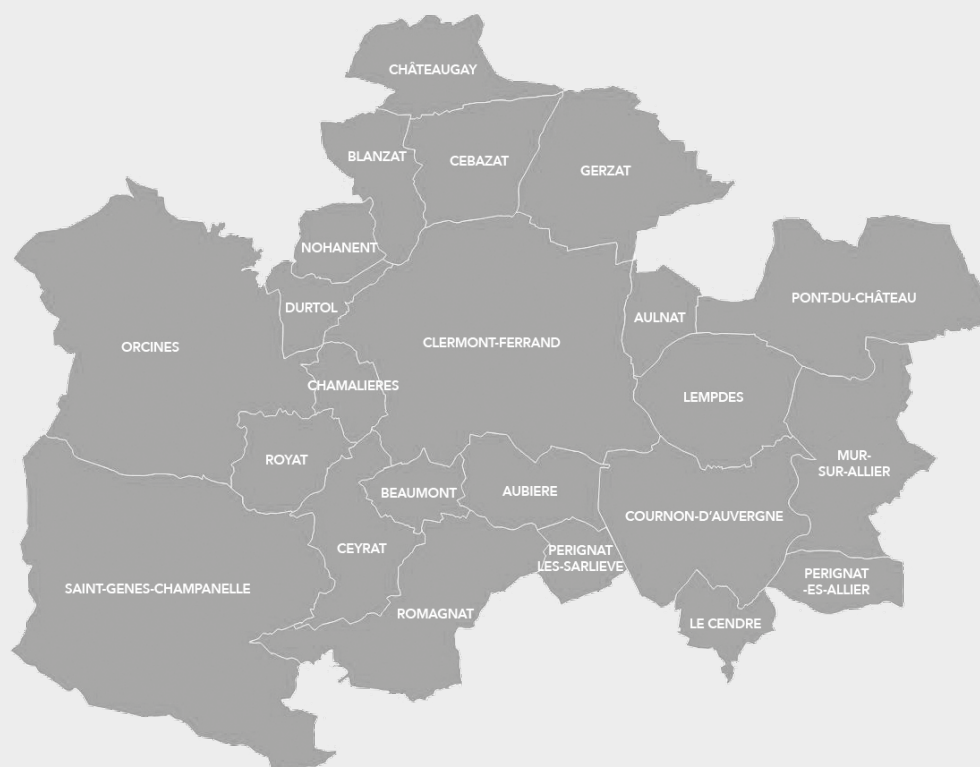 CHÂTEAUGAY
BLANZAT
CEBAZAT
GERZAT
NOHANENT
DURTOL
PONT-DU-CHÂTEAU
AULNAT
ORCINES
CLERMONT-FERRAND
CHAMALIERES
LEMPDES
ROYAT
MUR-
SUR-ALLIER
BEAUMONT
AUBIERE
COURNON-D'AUVERGNE
CEYRAT
PERIGNAT
LES-SARLIEVE
SAINT-GENES-CHAMPANELLE
PERIGNAT
-ES-ALLIER
ROMAGNAT
LE CENDRE